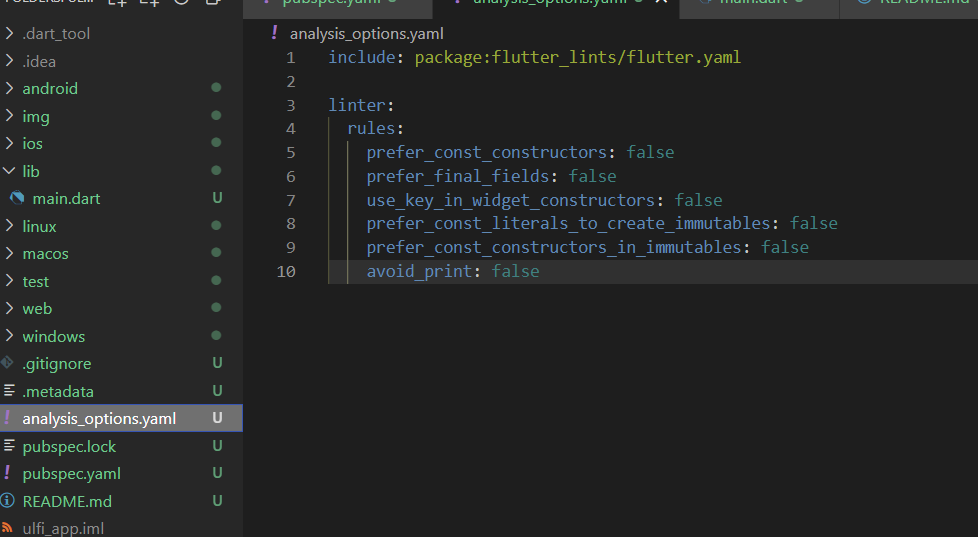 pubspec.yaml
analysis_options.yaml
main.dart
README.md
.dart_tool
.idea
android
img
ios
lib
main.dart U
linux
macos
test
web
windows
.gitignore U
.metadata U
analysis_options.yaml U
pubspec.lock U
pubspec.yaml U
README.md U
ulfi_app.iml
! analysis_options.yaml
1 include: package:flutter_lints/flutter.yaml
2
3 linter:
4 rules:
5 prefer_const_constructors: false
6 prefer_final_fields: false
7 use_key_in_widget_constructors: false
8 prefer_const_literals_to_create_immutables: false
9 prefer_const_constructors_in_immutables: false
10 avoid_print: false